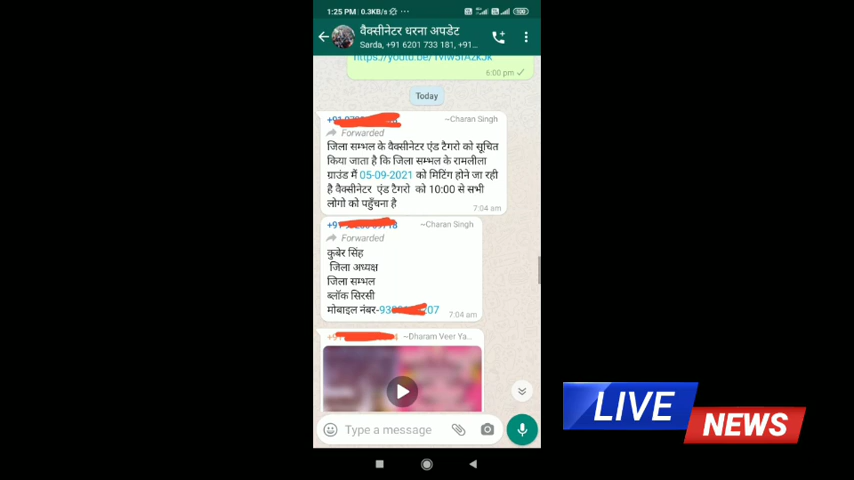 1:25 PM | 0.3KB/s
वैक्सीनेटर धरना अपडेट
Sarda, +91 6201 733 181, +91...
6:00 pm
Today
~Charan Singh
Forwarded
जिला सम्भल के वैक्सीनेटर एंड टैगरो को सूचित
किया जाता है कि जिला सम्भल के रामलीला
ग्राउंड मैं 05-09-2021 को मिटिंग होने जा रही
है वैक्सीनेटर एंड टैगरो को 10:00 से सभी
लोगो को पहुँचना है
7:04 am
~Charan Singh
Forwarded
कुबेर सिंह
जिला अध्यक्ष
जिला सम्भल
ब्लॉक सिरसी
मोबाइल नंबर-
7:04 am
~Dharam Veer Ya...
Type a message
LIVE
NEWS